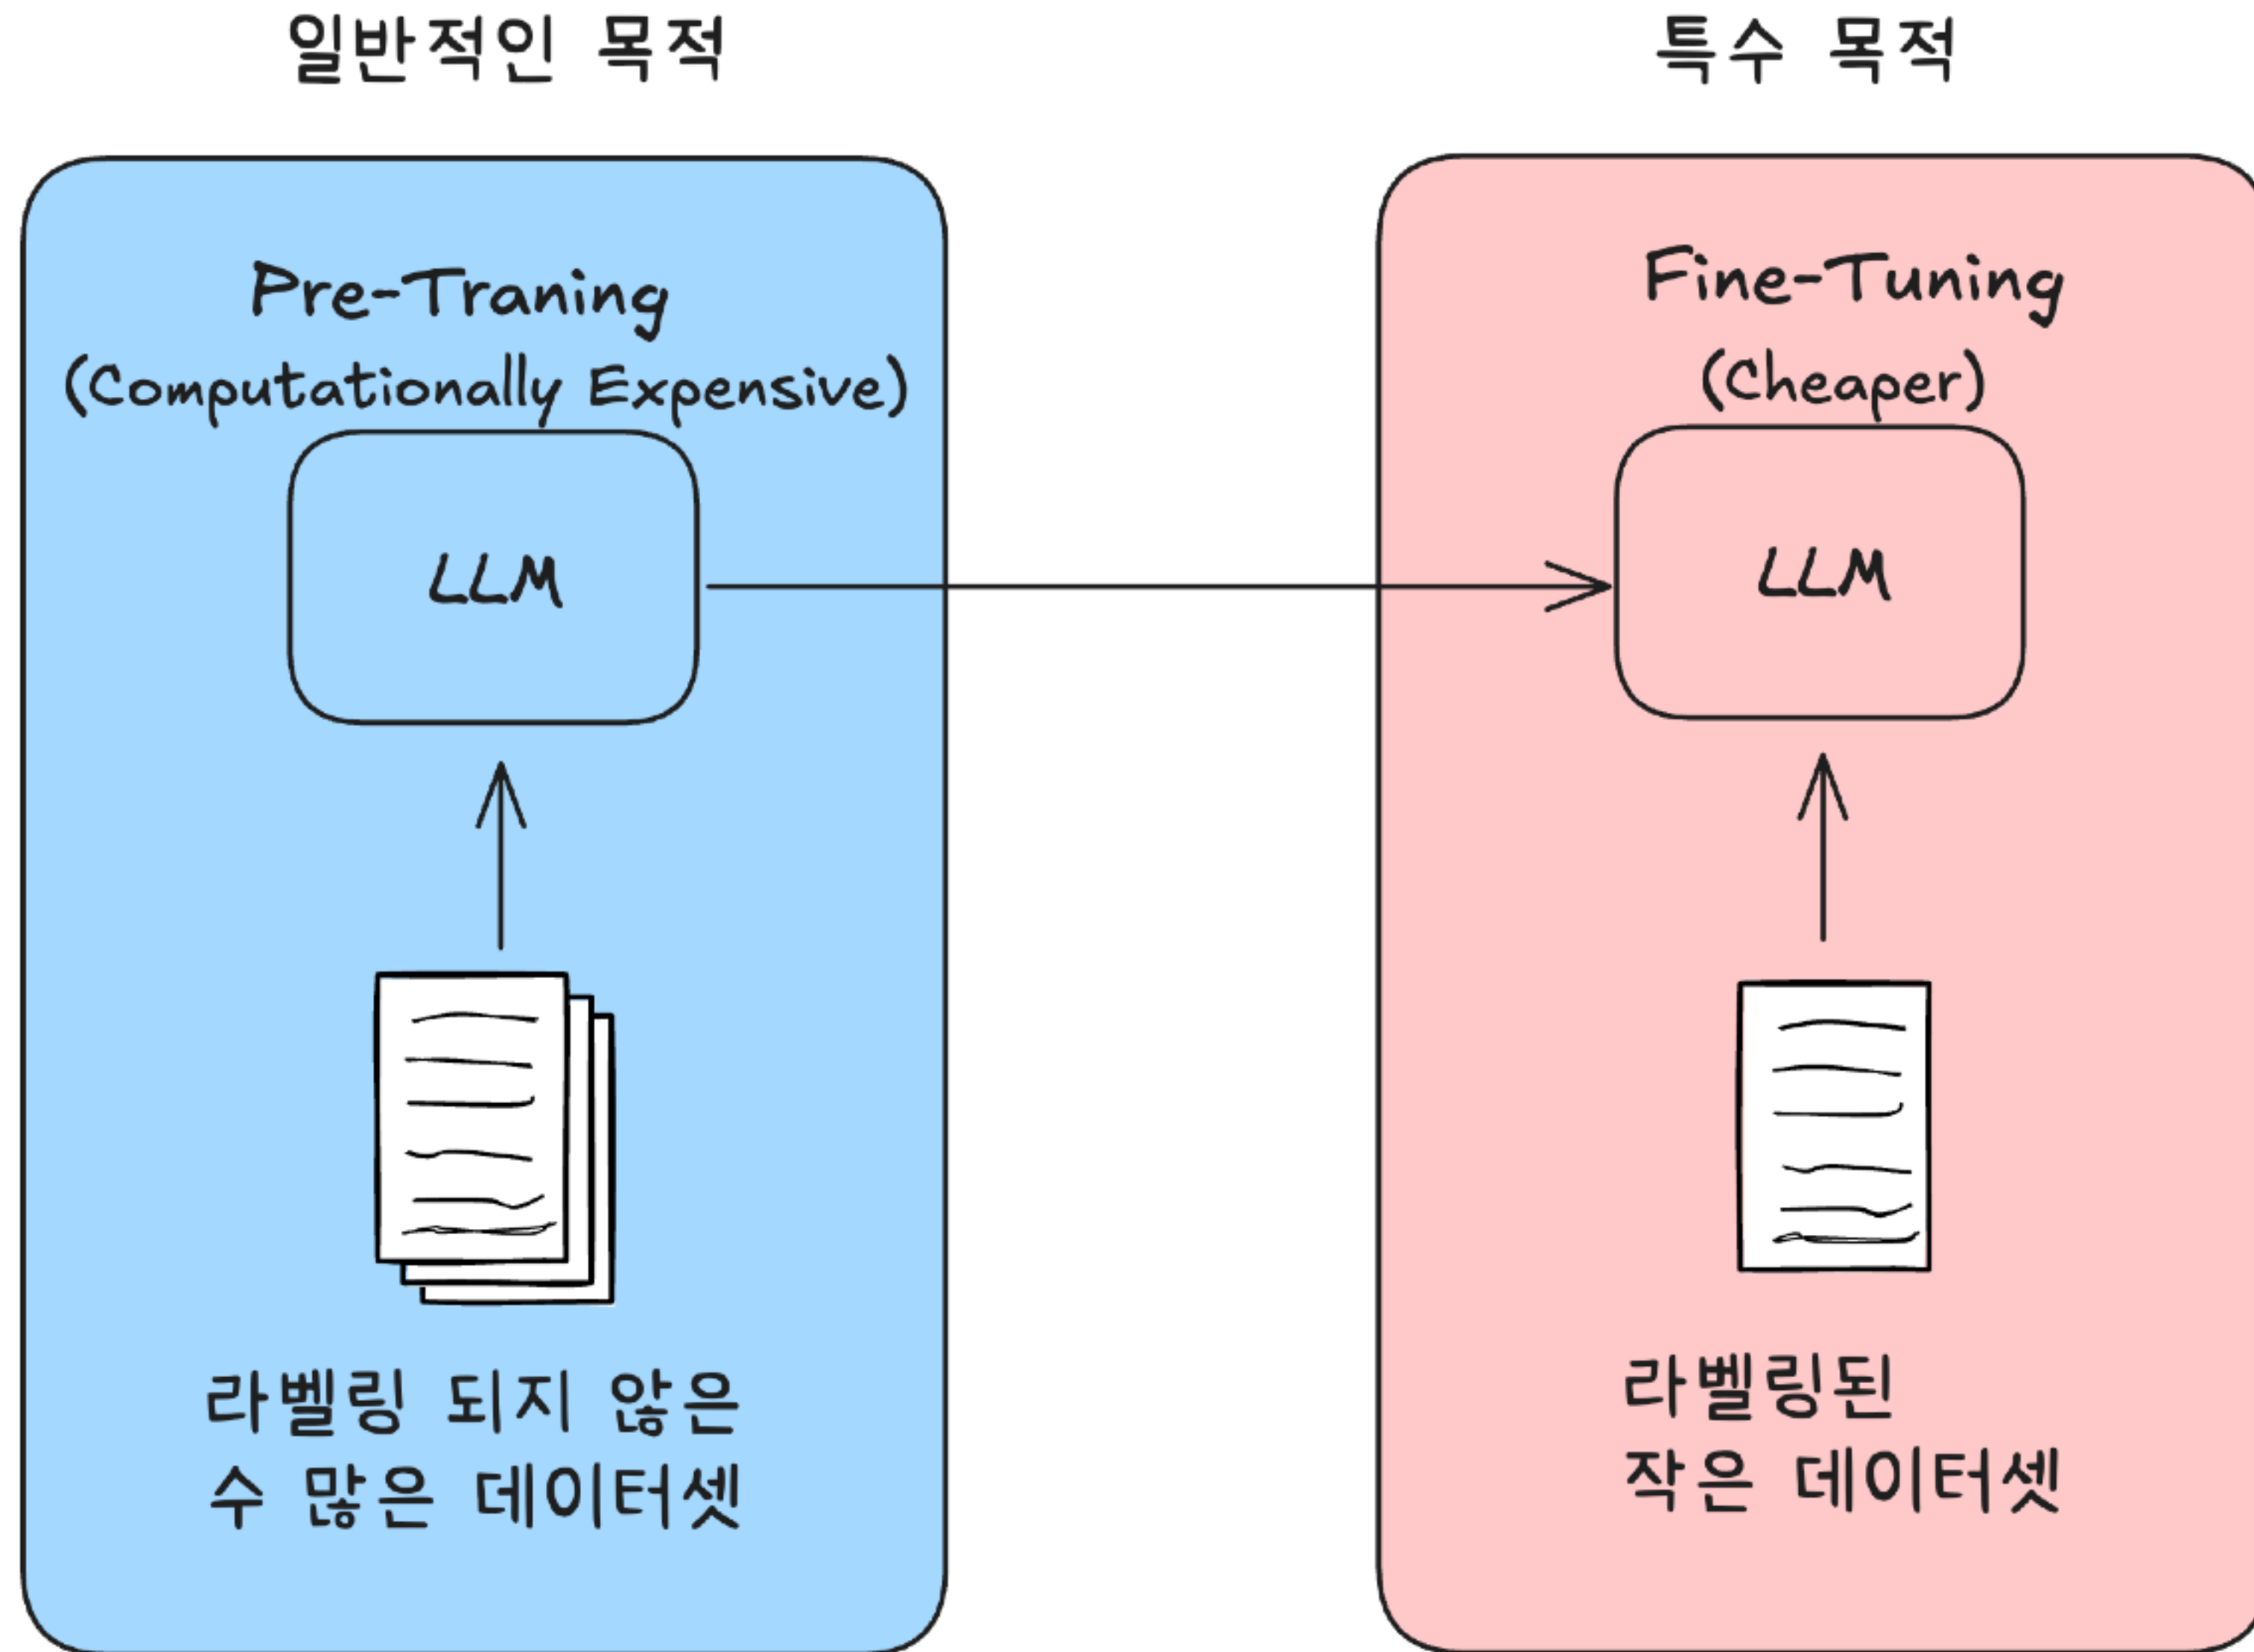 일반적인 목적
특수 목적
Pre-Traning
(Computationally Expensive)
LLM
라벨링 되지 않은
수 많은 데이터셋
Fine-Tuning
(Cheaper)
LLM
라벨링된
작은 데이터셋